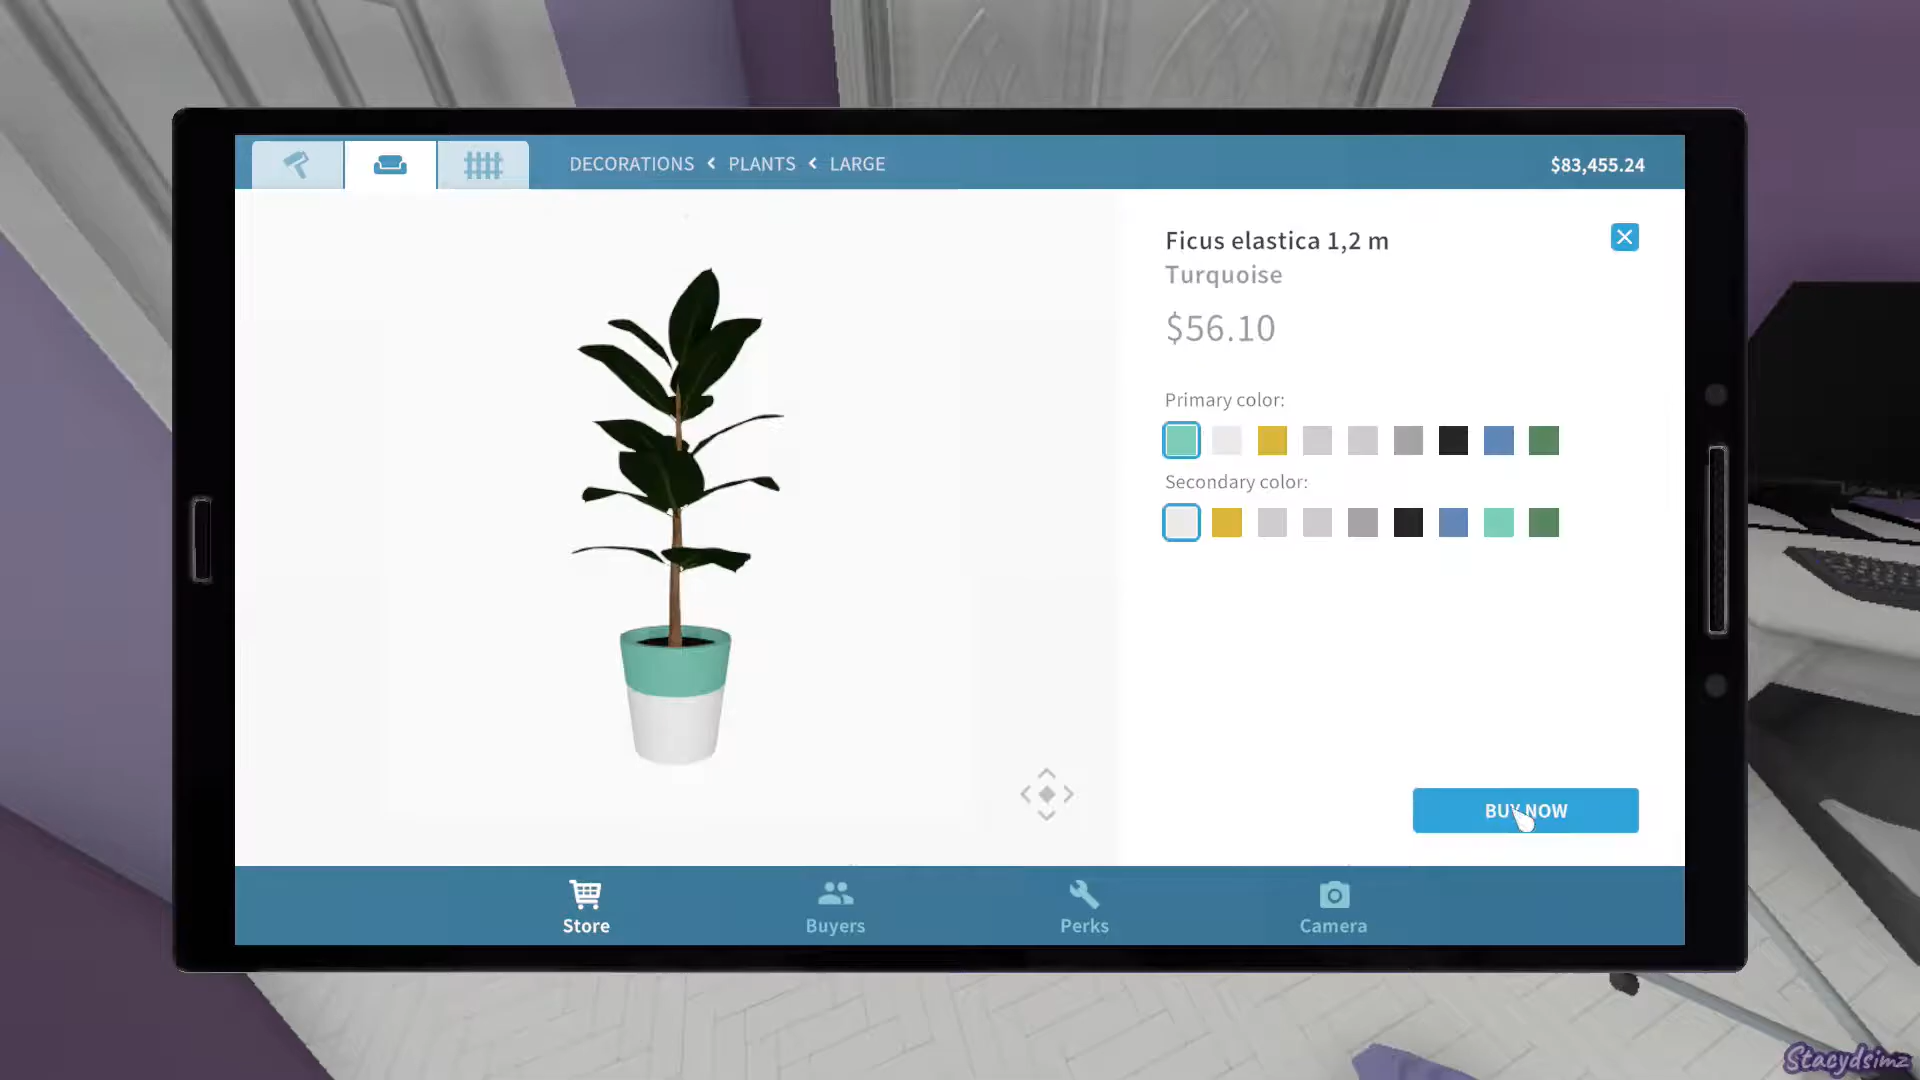 DECORATIONS < PLANTS < LARGE
$83,455.24
Ficus elastica 1,2 m
Turquoise
$56.10
Primary color:
Secondary color:
BUY NOW
Store
Buyers
Perks
Camera
Stacydsimz